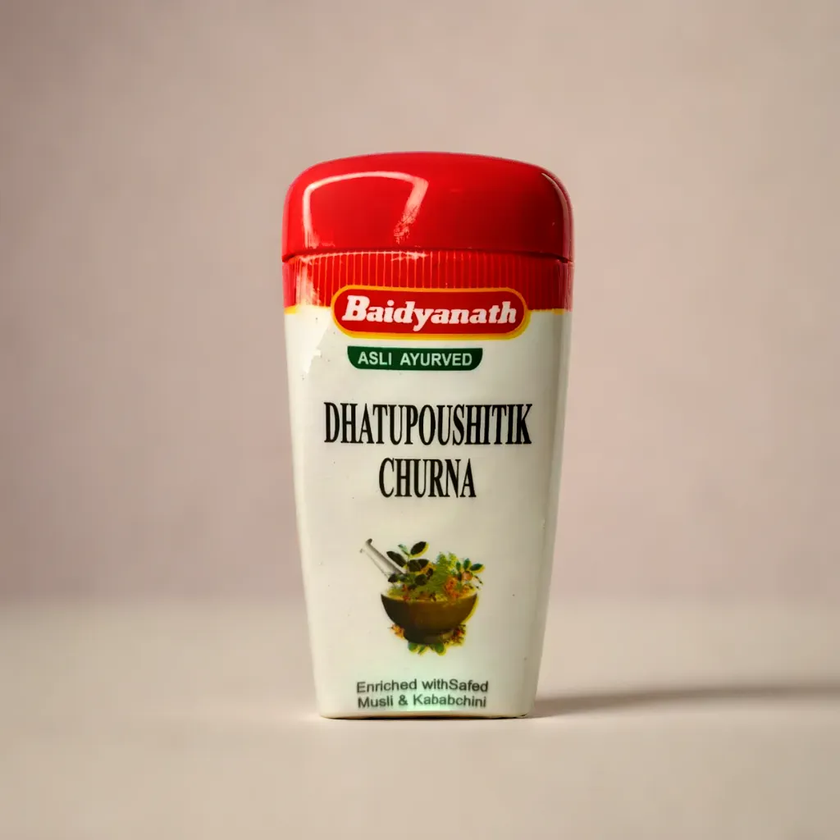 Baidyanath
ASLI AYURVED
DHATUPOUSHITIK
CHURNA
Enriched withSafed
Musli & Kababchini